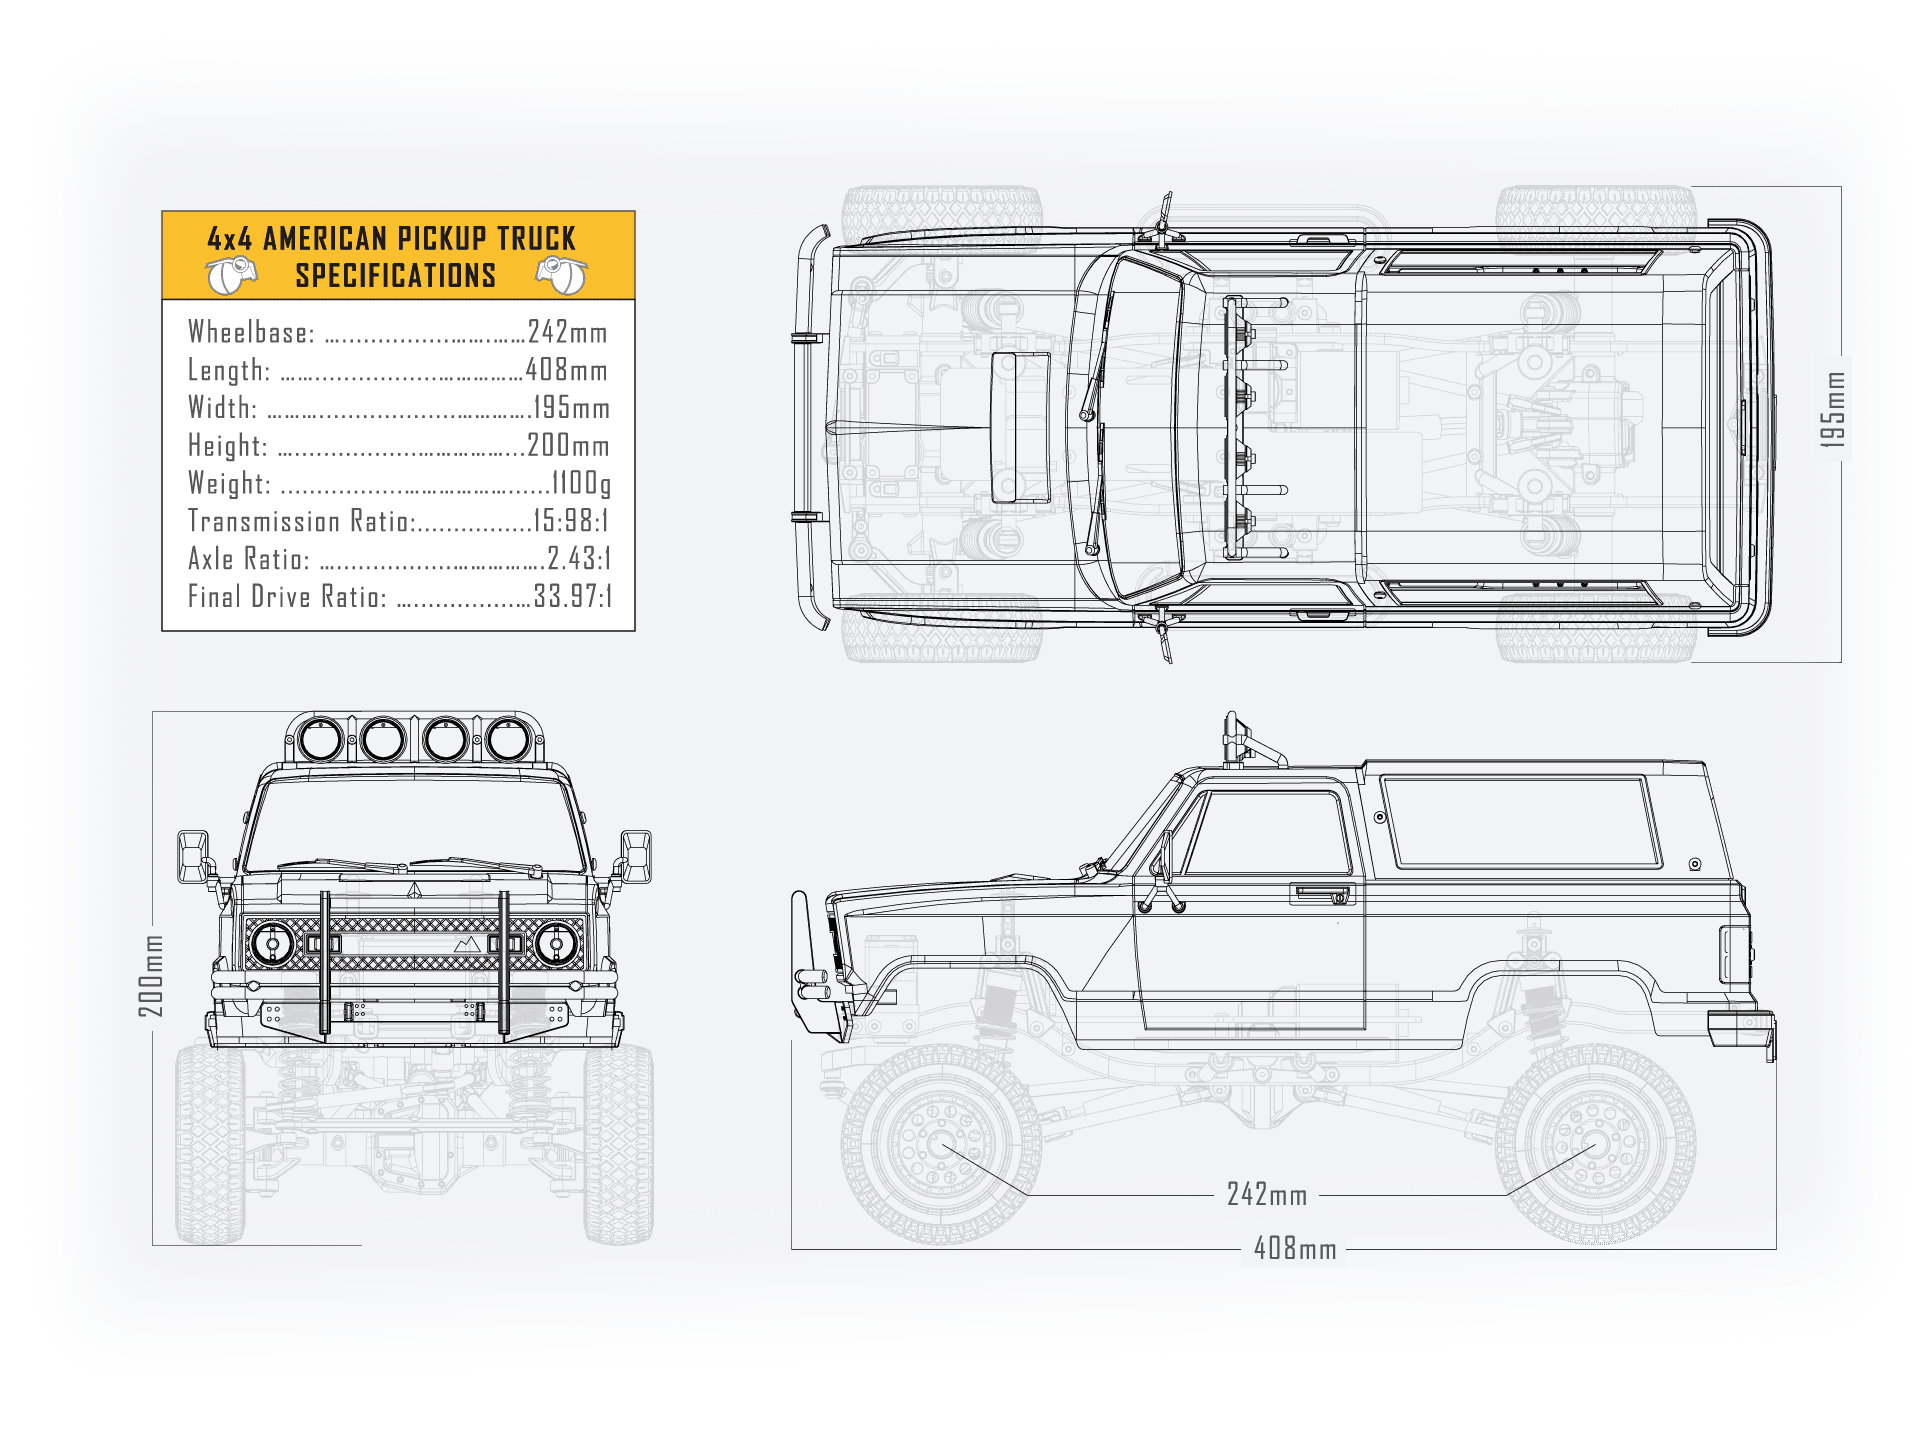 4x4 AMERICAN PICKUP TRUCK
SPECIFICATIONS
Wheelbase: ..............................242mm
Length: ..................................408mm
Width: ....................................195mm
Height: ..................................200mm
Weight: ..................................1100g
Transmission Ratio:................15:98:1
Axle Ratio: ..............................2.43:1
Final Drive Ratio: ...................33.97:1
195mm
200mm
242mm
408mm